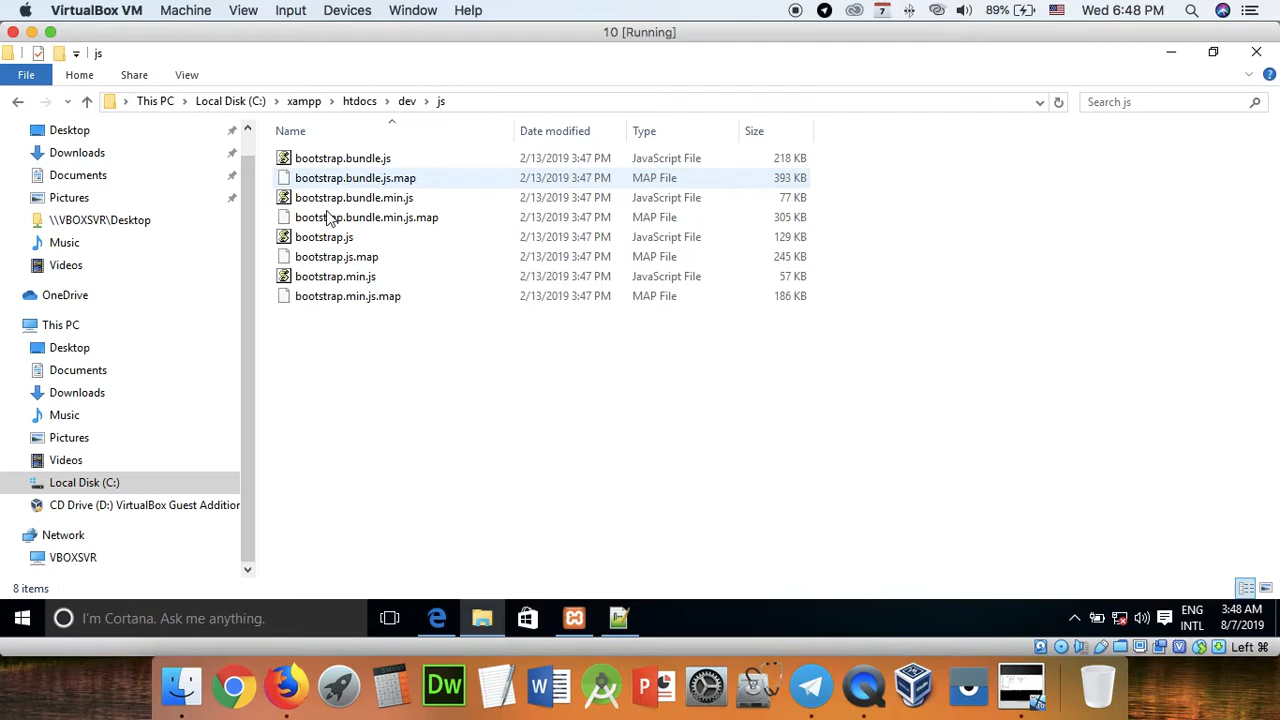 VirtualBox VM Machine View Input Devices Window Help 7 89% Wed 6:48 PM
10 [Running]
js
File Home Share View
This PC Local Disk (C:) xampp htdocs dev js Search js
Name Date modified Type Size
Desktop
Downloads
Documents
Pictures
\\VBOXSVR\Desktop
Music
Videos
OneDrive
This PC
Desktop
Documents
Downloads
Music
Pictures
Videos
Local Disk (C:)
CD Drive (D:) VirtualBox Guest Addition
Network
VBOXSVR
bootstrap.bundle.js 2/13/2019 3:47 PM JavaScript File 218 KB
bootstrap.bundle.js.map 2/13/2019 3:47 PM MAP File 393 KB
bootstrap.bundle.min.js 2/13/2019 3:47 PM JavaScript File 77 KB
bootstrap.bundle.min.js.map 2/13/2019 3:47 PM MAP File 305 KB
bootstrap.js 2/13/2019 3:47 PM JavaScript File 129 KB
bootstrap.js.map 2/13/2019 3:47 PM MAP File 245 KB
bootstrap.min.js 2/13/2019 3:47 PM JavaScript File 57 KB
bootstrap.min.js.map 2/13/2019 3:47 PM MAP File 186 KB
8 items
I'm Cortana. Ask me anything. ENG 3:48 AM
INTL 8/7/2019
Left ⌘
Dw W P